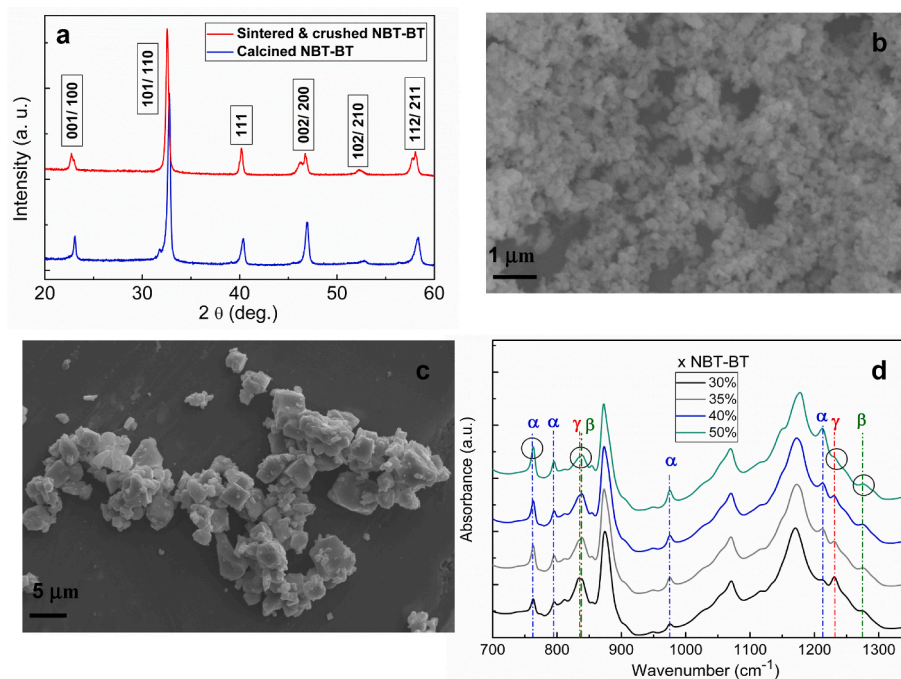 a
Sintered & crushed NBT-BT
Calcined NBT-BT
001/ 100
101/ 110
111
002/ 200
102/ 210
112/ 211
Intensity (a. u.)
20 30 40 50 60
2 θ (deg.)
b
1 µm
c
5 µm
d
x NBT-BT
30%
35%
40%
50%
α α γ β α α γ β
Absorbance (a.u.)
700 800 900 1000 1100 1200 1300
Wavenumber (cm⁻¹)